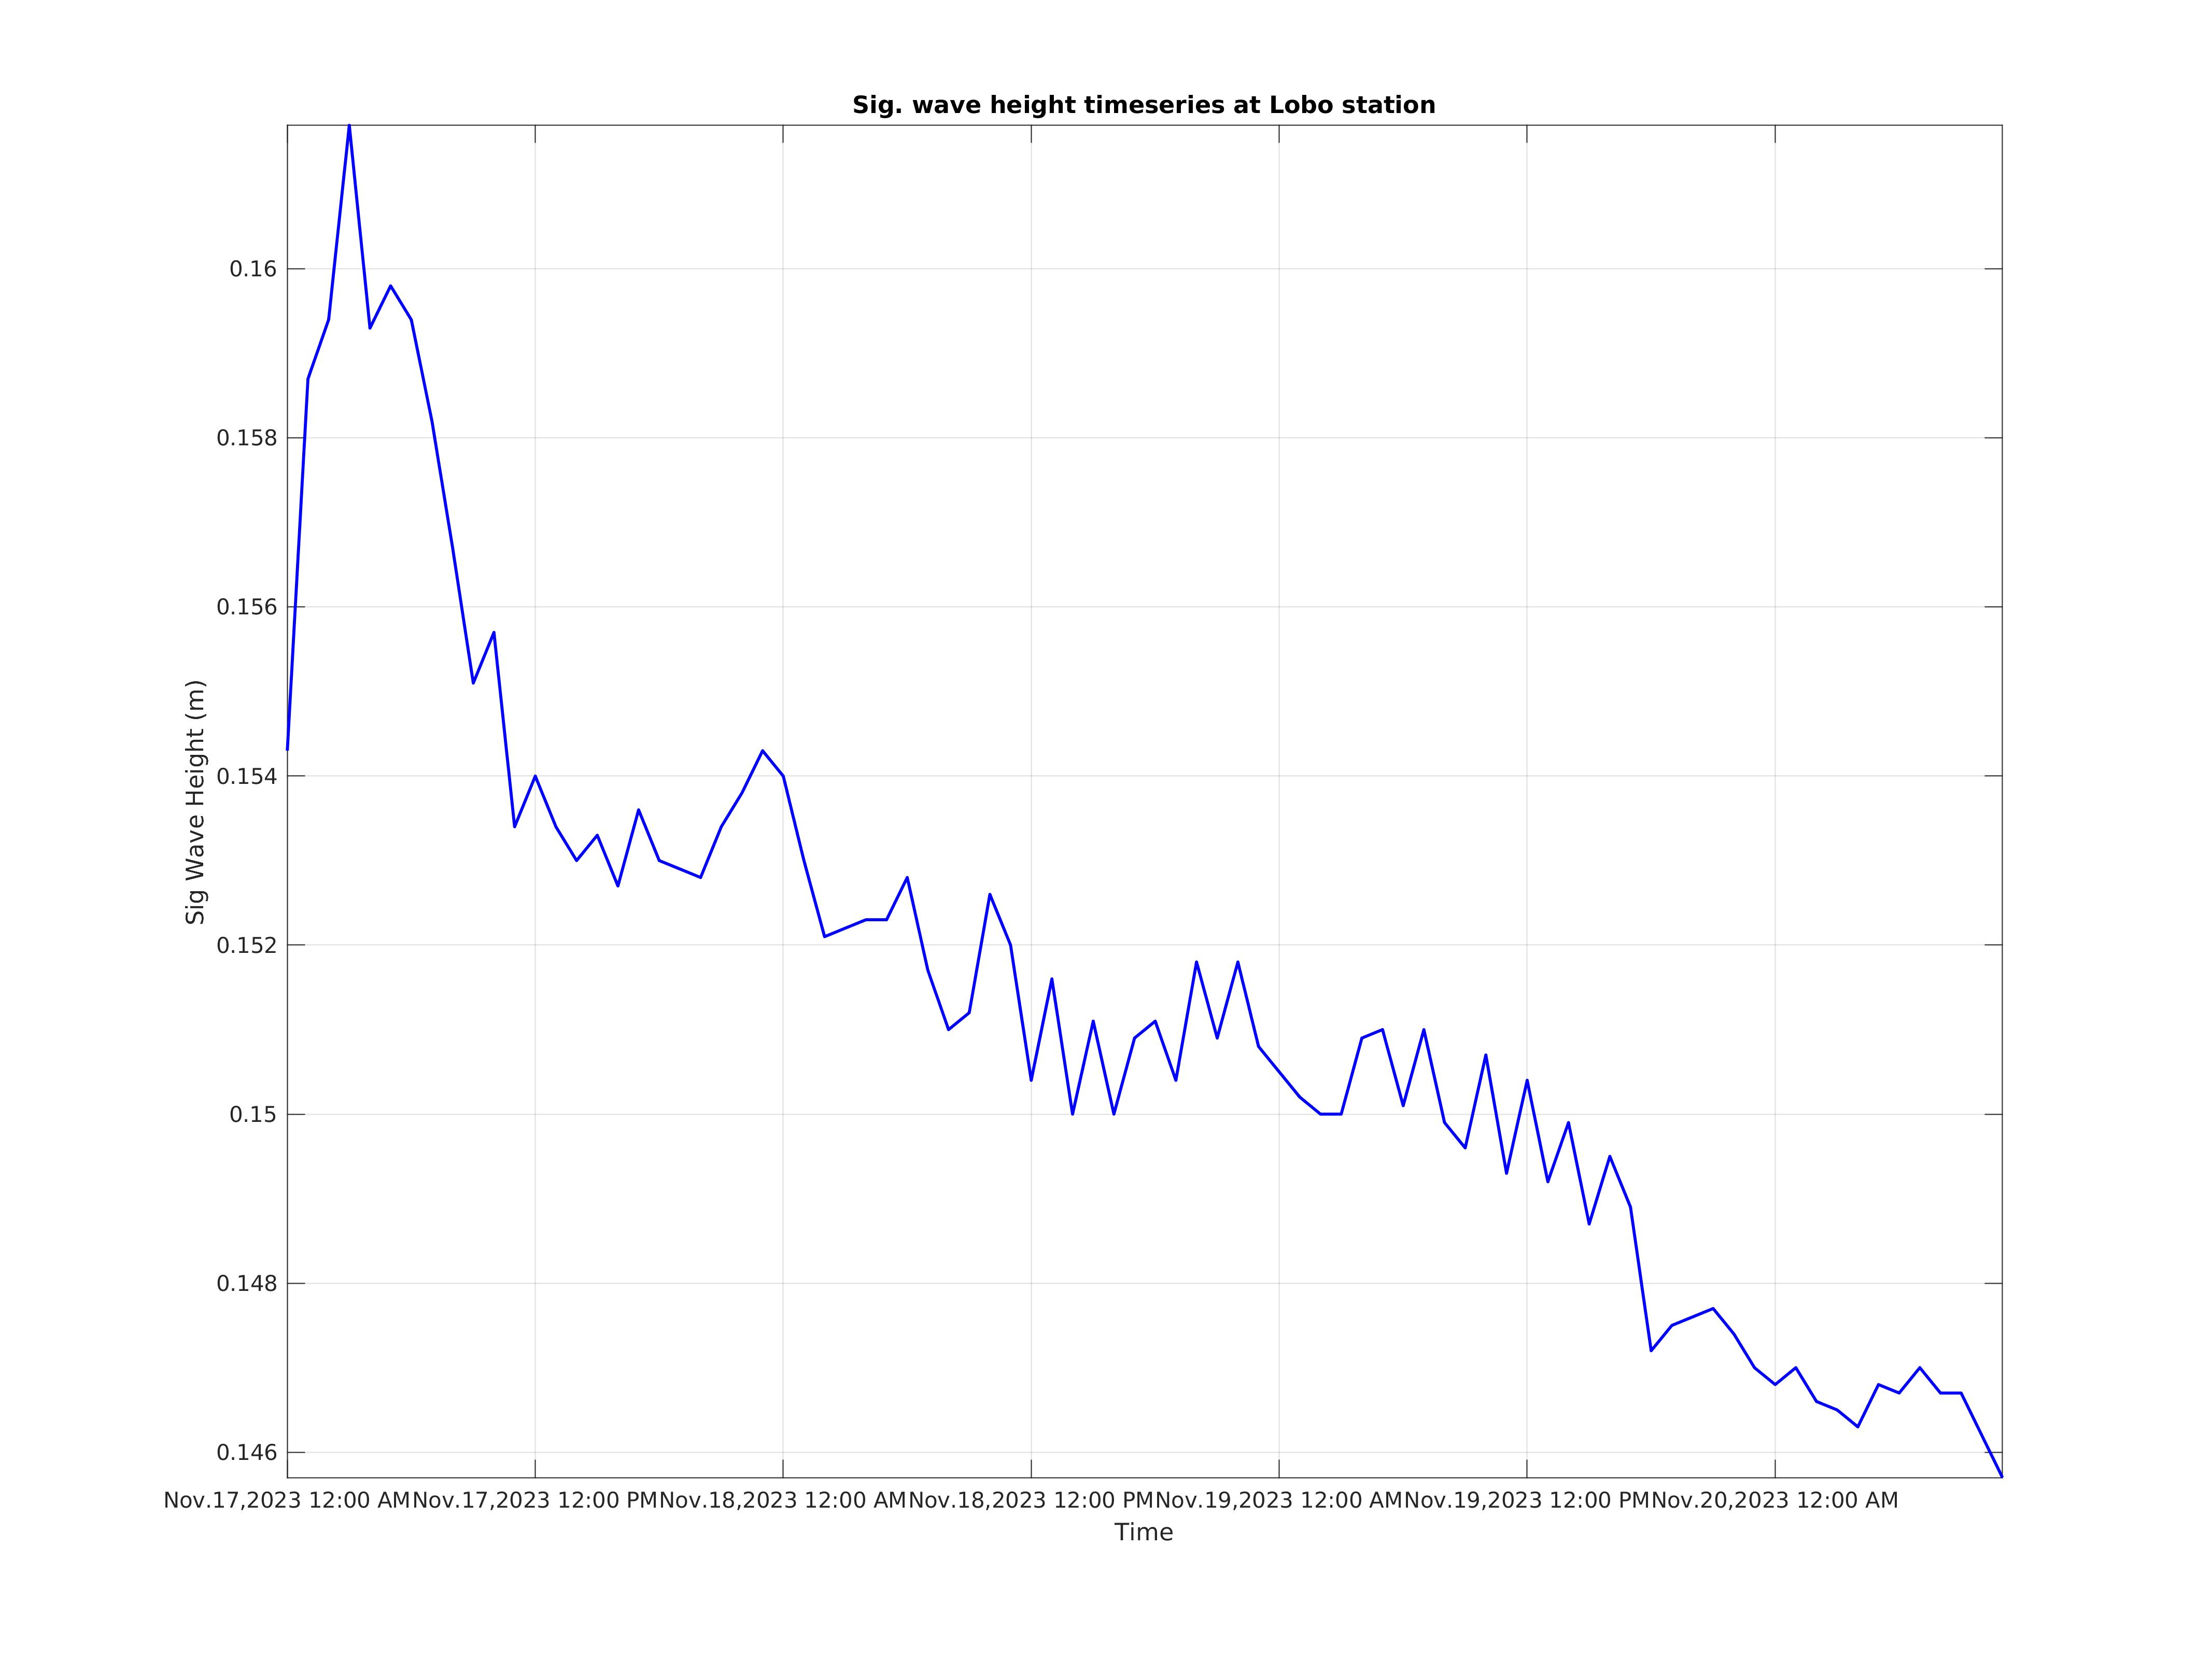 Sig. wave height timeseries at Lobo station
0.16
0.158
0.156
0.154
0.152
0.15
0.148
0.146
Sig Wave Height (m)
Nov.17,2023 12:00 AM Nov.17,2023 12:00 PM Nov.18,2023 12:00 AM Nov.18,2023 12:00 PM Nov.19,2023 12:00 AM Nov.19,2023 12:00 PM Nov.20,2023 12:00 AM
Time